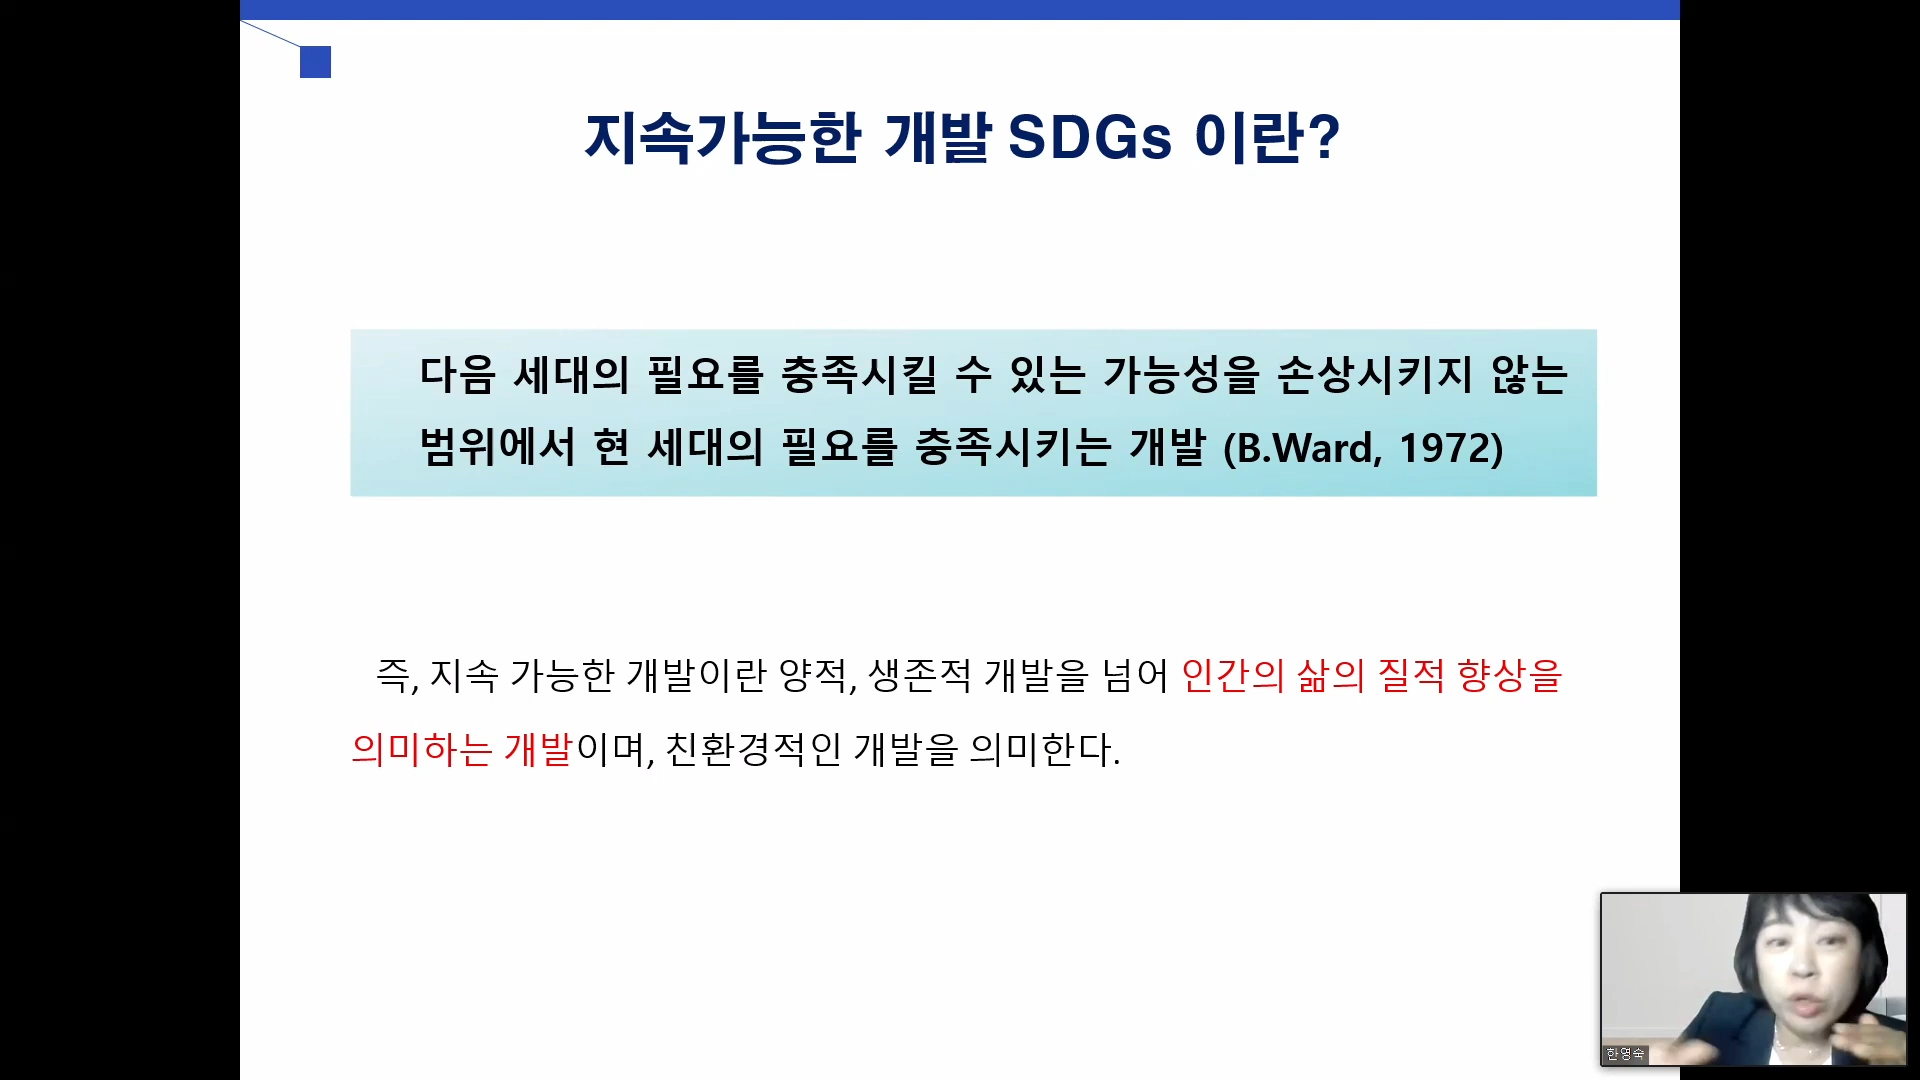 지속가능한 개발 SDGs 이란?
다음 세대의 필요를 충족시킬 수 있는 가능성을 손상시키지 않는
범위에서 현 세대의 필요를 충족시키는 개발 (B.Ward, 1972)
즉, 지속 가능한 개발이란 양적, 생존적 개발을 넘어 인간의 삶의 질적 향상을
의미하는 개발이며, 친환경적인 개발을 의미한다.
한영숙